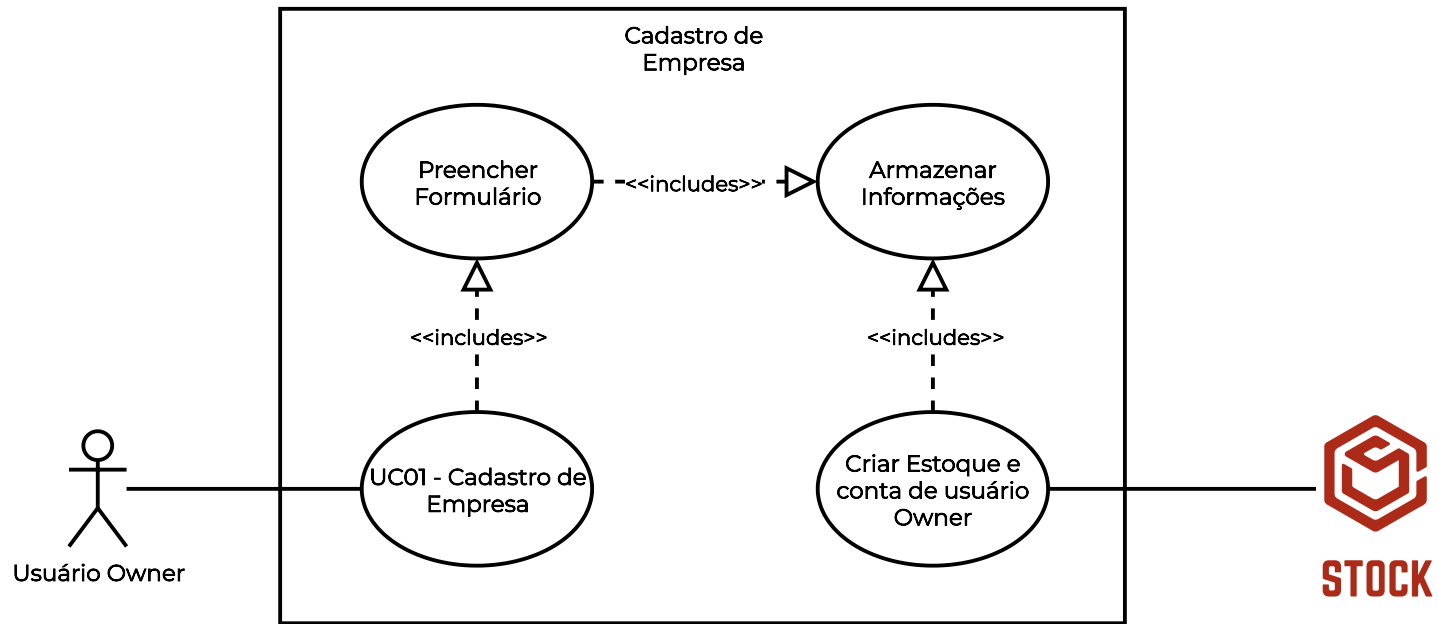 Cadastro de
Empresa
Preencher
Formulário
<<includes>>
Armazenar
Informações
<<includes>>
<<includes>>
UC01 - Cadastro de
Empresa
Criar Estoque e
conta de usuário
Owner
Usuário Owner
STOCK